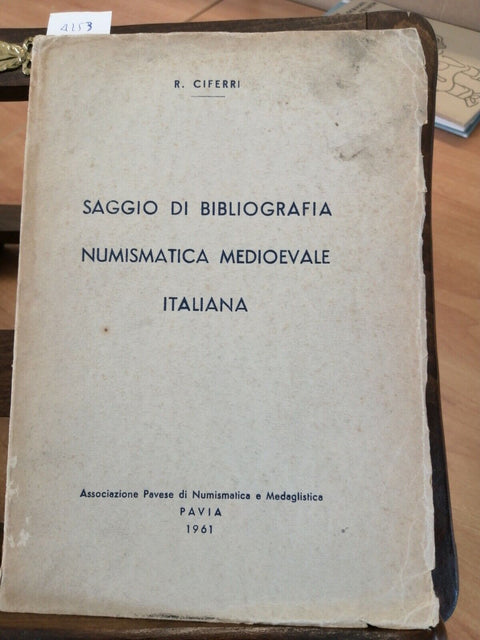 4253
R. CIFERRI
SAGGIO DI BIBLIOGRAFIA
NUMISMATICA MEDIOEVALE
ITALIANA
Associazione Pavese di Numismatica e Medaglistica
PAVIA
1961